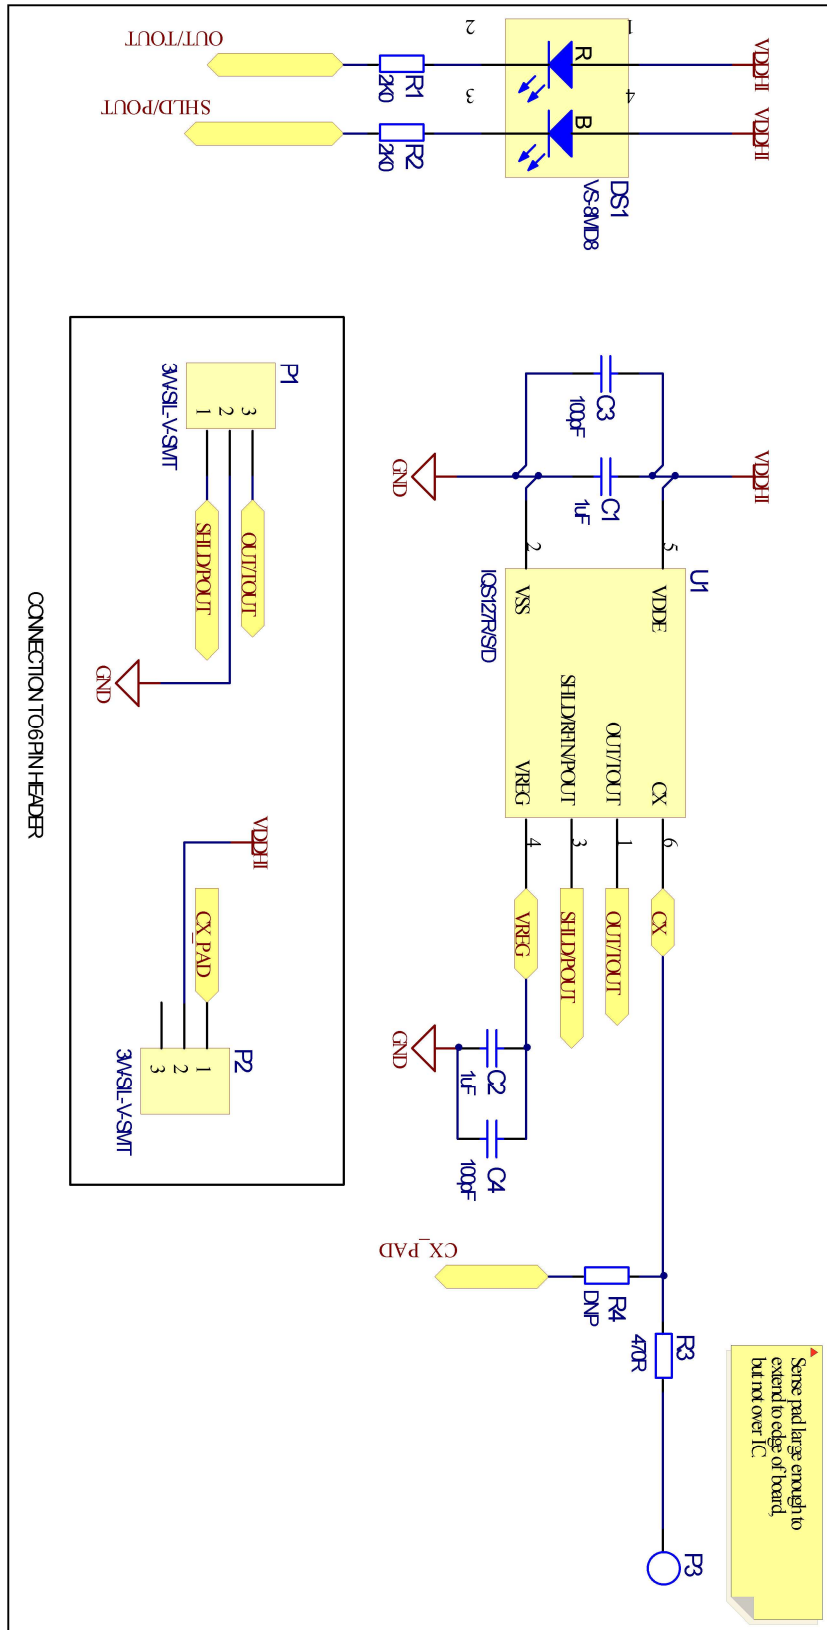 VDDHI
VDDHI
1
4
R
B
2
3
DS1
VS-8MD8
R1
2K0
R2
2K0
OUT/TOUT
SHLD/POUT
VDDHI
C3
100pF
C1
1uF
GND
U1
5
VDDE
CX
6
CX
OUT/TOUT
1
OUT/TOUT
SHLD/RFIN/POUT
3
SHLD/POUT
2
VSS
VREG
4
VREG
IQS127R/S/D
C2
1uF
C4
100pF
GND
R3
470R
P3
R4
DNP
CX_PAD
Sense pad large enough to
extend to edge of board,
but not over IC
P1
3
2
1
3W-SIL-V-SMT
OUT/TOUT
SHLD/POUT
GND
VDDHI
CX_PAD
P2
1
2
3
3W-SIL-V-SMT
CONNECTION TO 6 PIN HEADER